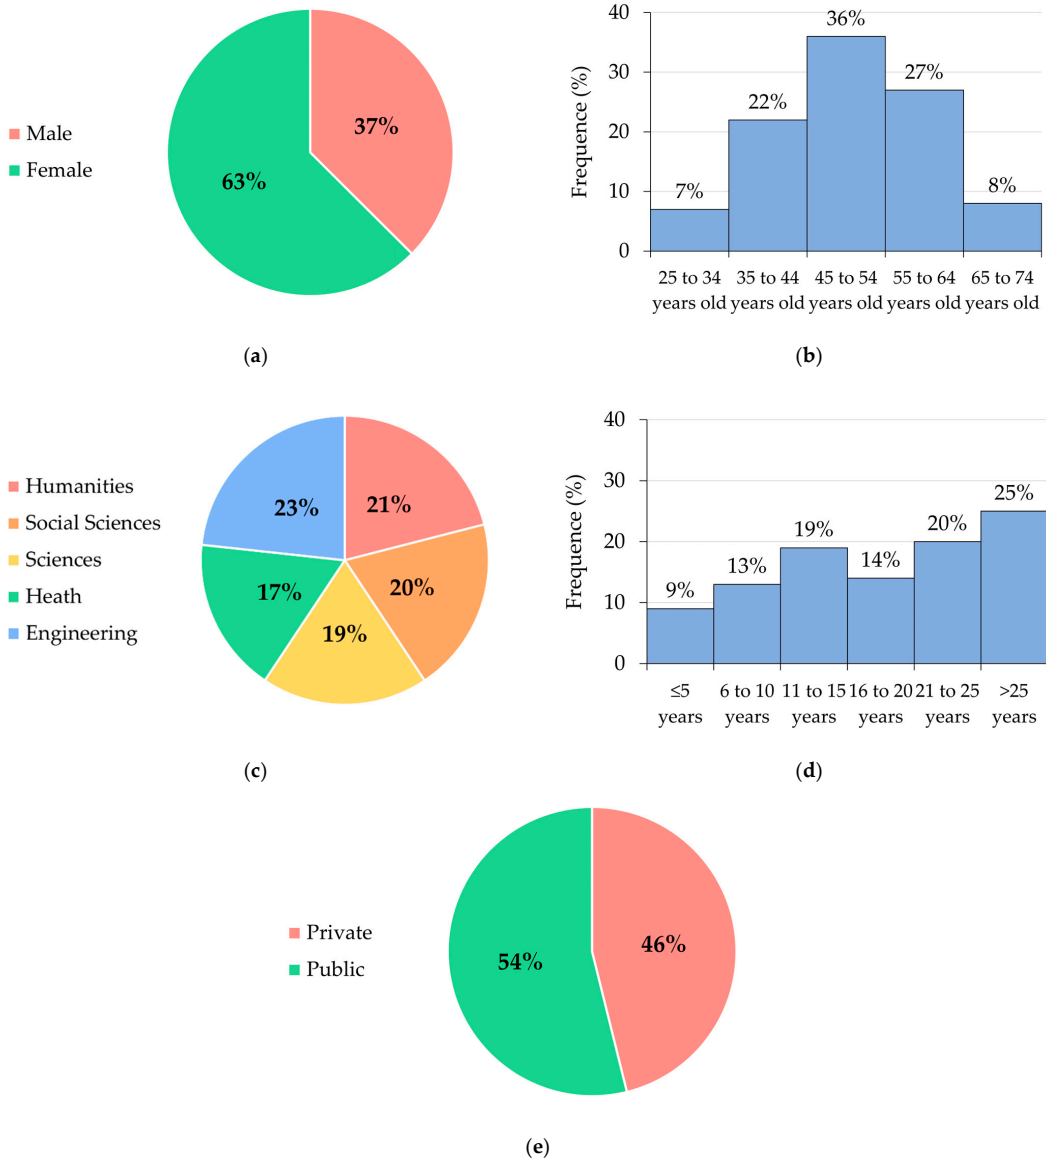 Male
Female
37%
63%
(a)
Frequence (%)
40
30
20
10
0
7%
22%
36%
27%
8%
25 to 34 years old
35 to 44 years old
45 to 54 years old
55 to 64 years old
65 to 74 years old
(b)
Humanities
Social Sciences
Sciences
Heath
Engineering
21%
20%
19%
17%
23%
(c)
Frequence (%)
40
30
20
10
0
9%
13%
19%
14%
20%
25%
≤5 years
6 to 10 years
11 to 15 years
16 to 20 years
21 to 25 years
>25 years
(d)
Private
Public
46%
54%
(e)